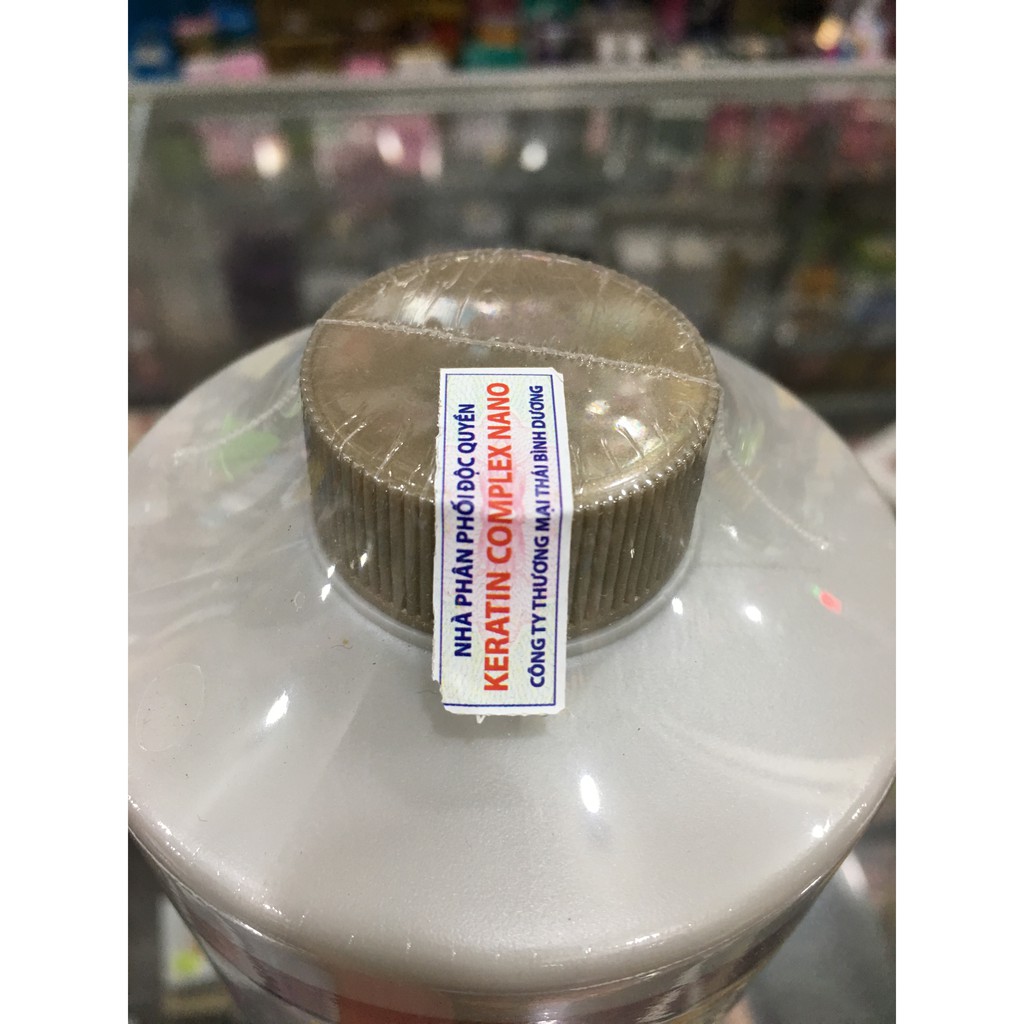 NHÀ PHÂN PHỐI ĐỘC QUYỀN
KERATIN COMPLEX NANO
CÔNG TY THƯƠNG MẠI THÁI BÌNH DƯƠNG